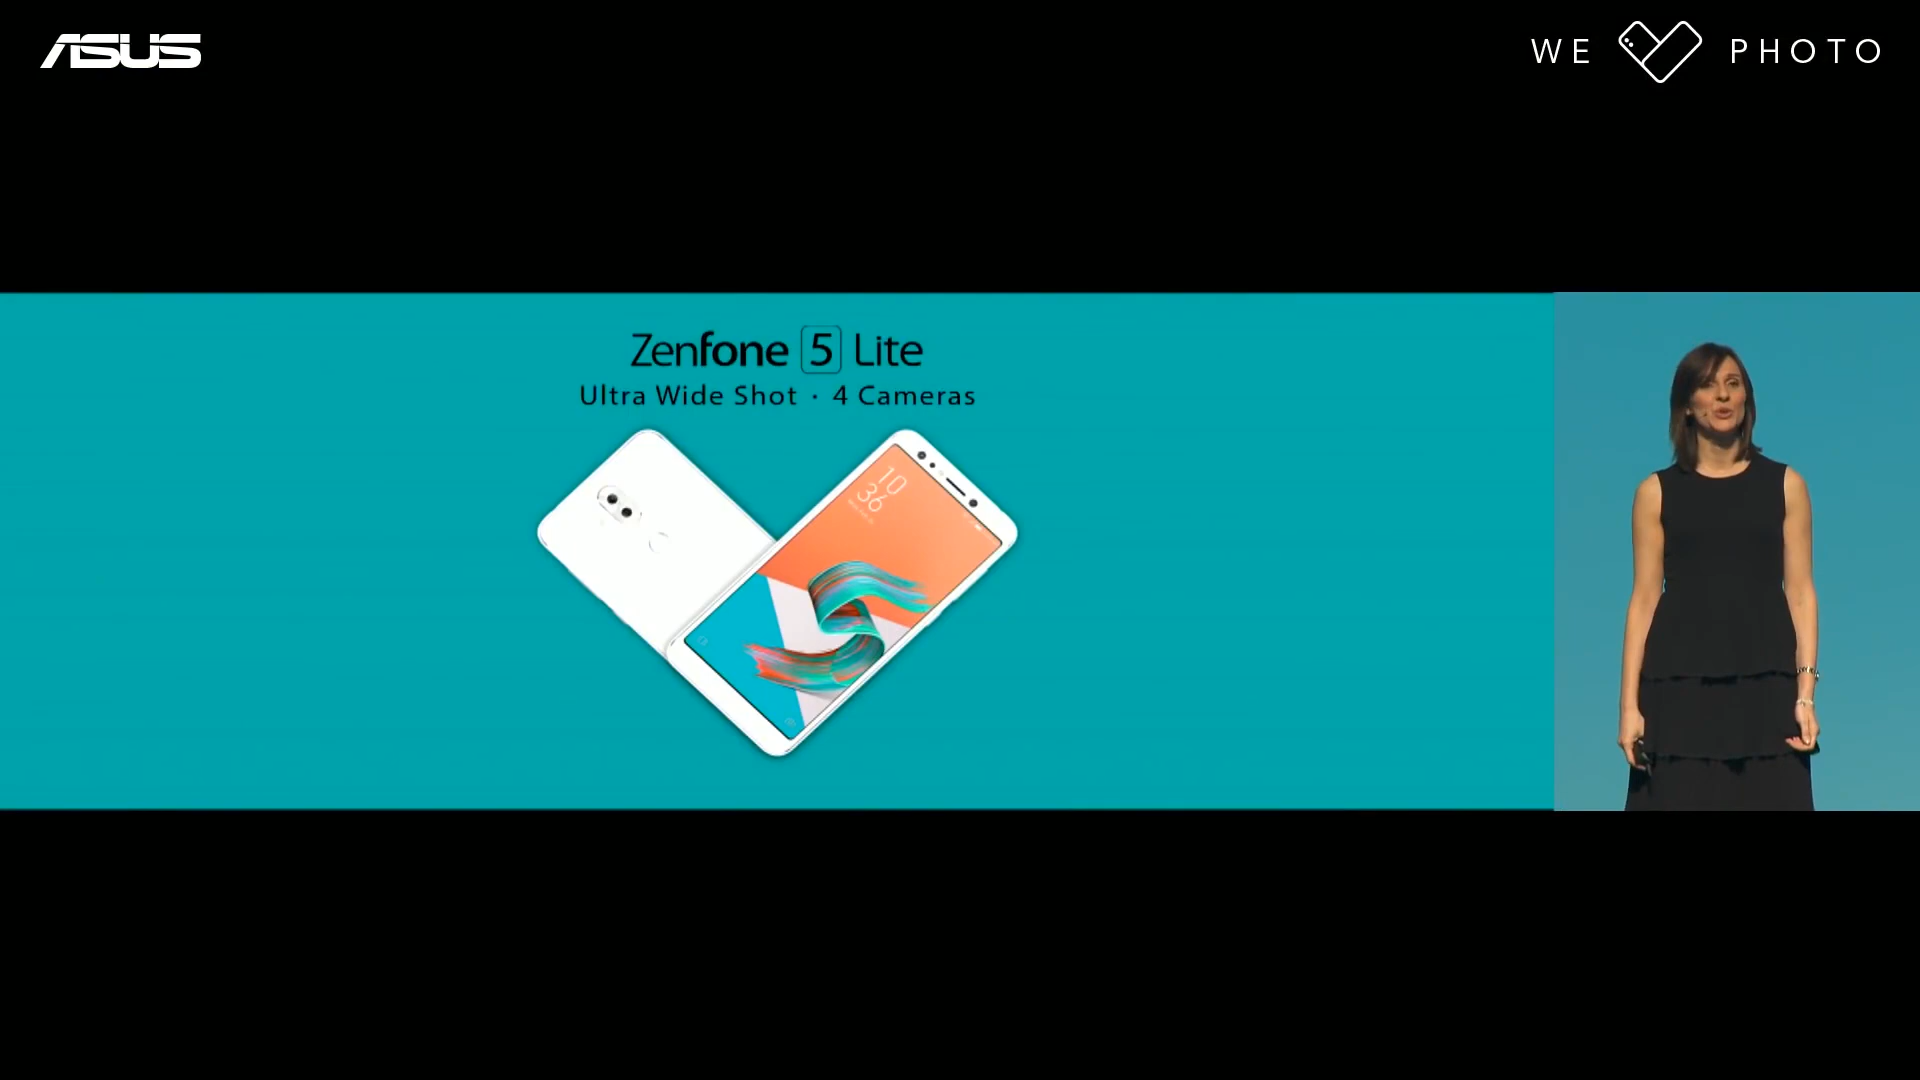 ASUS
WE PHOTO
Zenfone 5 Lite
Ultra Wide Shot · 4 Cameras
10
36